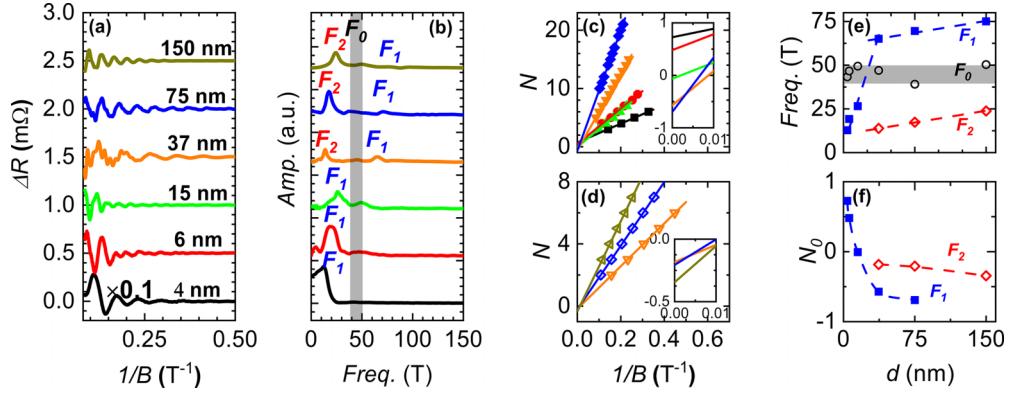 (a)
150 nm
75 nm
37 nm
15 nm
6 nm
×0.1 4 nm
3.0
2.5
2.0
1.5
1.0
0.5
0.0
ΔR (mΩ)
0.25 0.50
1/B (T⁻¹)
(b)
F₀
F₂ F₁
F₂ F₁
F₂ F₁
F₁
F₁
F₁
Amp. (a.u.)
0 50 100 150
Freq. (T)
(c)
20
10
0
N
1
0
-1
0.00 0.01
(d)
8
4
0
N
0.0
-0.5
0.00 0.01
0.0 0.2 0.4 0.6
1/B (T⁻¹)
(e)
75
50
25
0
Freq. (T)
F₁
F₀
F₂
(f)
1
0
-1
N₀
F₂
F₁
0 75 150
d (nm)